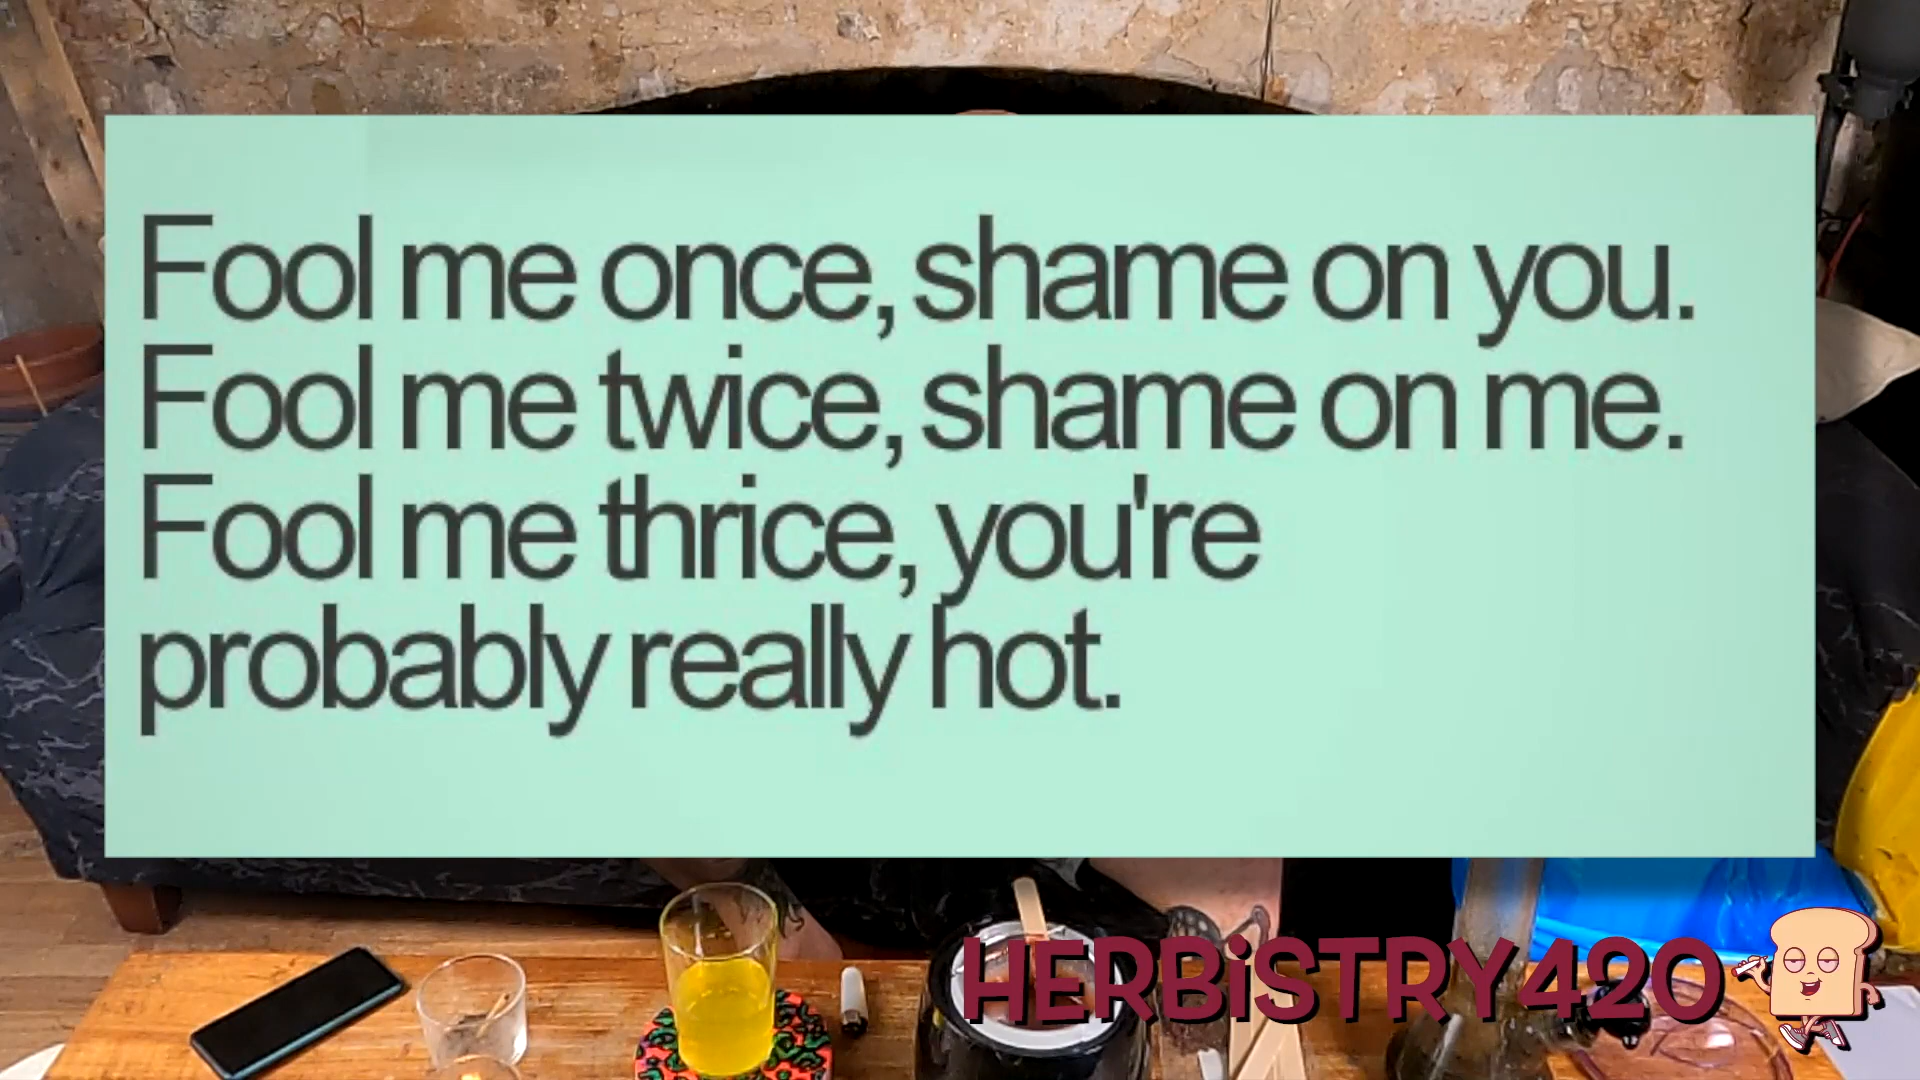 Fool me once, shame on you.
Fool me twice, shame on me.
Fool me thrice, you're
probably really hot.
HERBiSTRY420